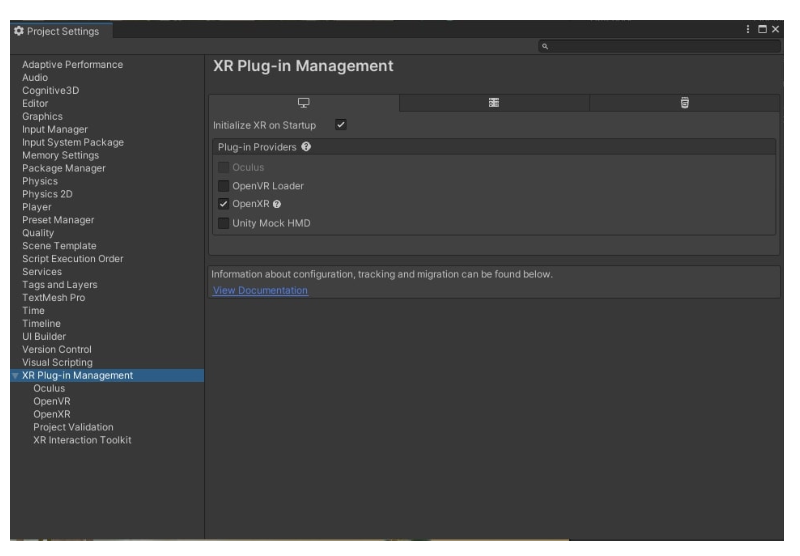 Project Settings
Adaptive Performance
Audio
Cognitive3D
Editor
Graphics
Input Manager
Input System Package
Memory Settings
Package Manager
Physics
Physics 2D
Player
Preset Manager
Quality
Scene Template
Script Execution Order
Services
Tags and Layers
TextMesh Pro
Time
Timeline
UI Builder
Version Control
Visual Scripting
XR Plug-in Management
Oculus
OpenVR
OpenXR
Project Validation
XR Interaction Toolkit
XR Plug-in Management
Initialize XR on Startup
Plug-in Providers
Oculus
OpenVR Loader
OpenXR
Unity Mock HMD
Information about configuration, tracking and migration can be found below.
View Documentation